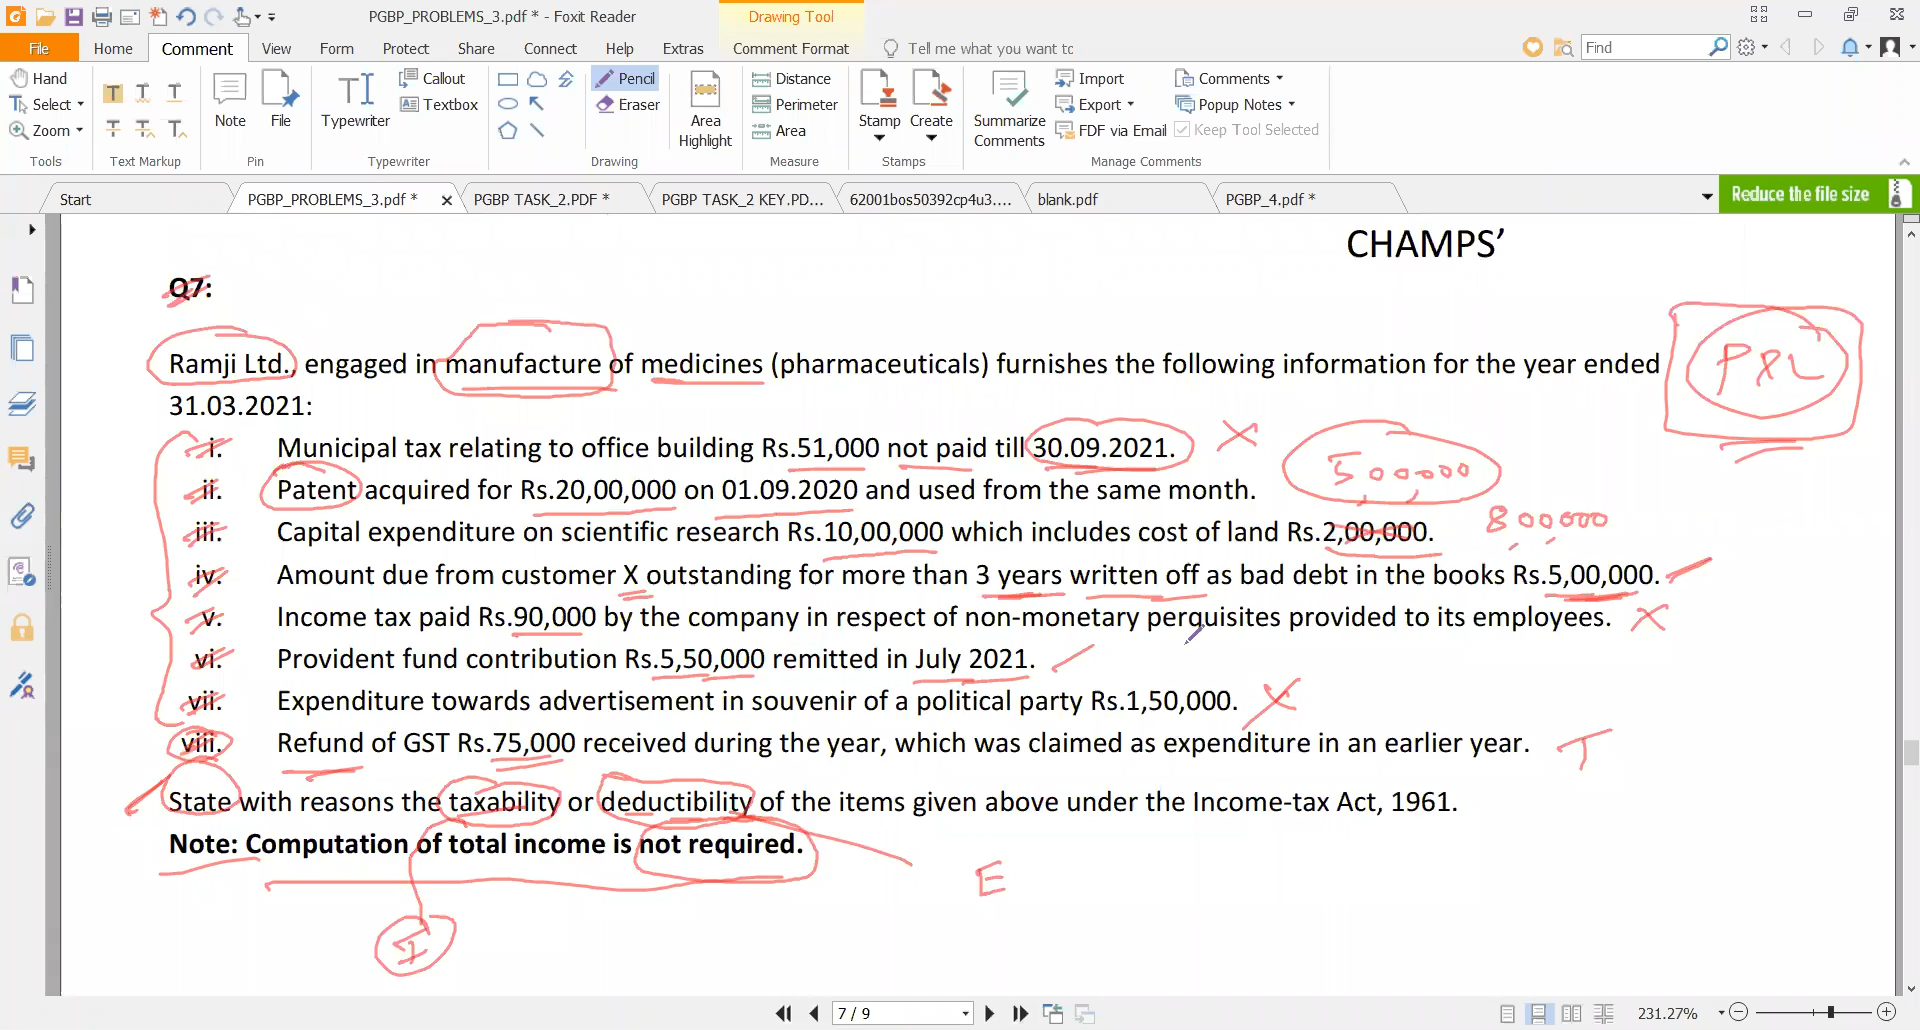 PGBP_PROBLEMS_3.pdf * - Foxit Reader
Drawing Tool
File Home Comment View Form Protect Share Connect Help Extras Comment Format Tell me what you want to Find
Hand
Select
Zoom
Tools
Text Markup
Note File
Pin
Typewriter
Callout
Textbox
Typewriter
Pencil
Eraser
Drawing
Area Highlight
Distance
Perimeter
Area
Measure
Stamp Create
Stamps
Summarize Comments
Import
Export
FDF via Email
Comments
Popup Notes
Keep Tool Selected
Manage Comments
Start PGBP_PROBLEMS_3.pdf * PGBP TASK_2.PDF * PGBP TASK_2 KEY.PD... 62001bos50392cp4u3.... blank.pdf PGBP_4.pdf * Reduce the file size
CHAMPS’
Q7:
Ramji Ltd., engaged in manufacture of medicines (pharmaceuticals) furnishes the following information for the year ended
31.03.2021:
P&L
i. Municipal tax relating to office building Rs.51,000 not paid till 30.09.2021. X
5,00,000
ii. Patent acquired for Rs.20,00,000 on 01.09.2020 and used from the same month.
iii. Capital expenditure on scientific research Rs.10,00,000 which includes cost of land Rs.2,00,000. 8,00,000
iv. Amount due from customer X outstanding for more than 3 years written off as bad debt in the books Rs.5,00,000.
v. Income tax paid Rs.90,000 by the company in respect of non-monetary perquisites provided to its employees. X
vi. Provident fund contribution Rs.5,50,000 remitted in July 2021.
vii. Expenditure towards advertisement in souvenir of a political party Rs.1,50,000. X
viii. Refund of GST Rs.75,000 received during the year, which was claimed as expenditure in an earlier year. T
State with reasons the taxability or deductibility of the items given above under the Income-tax Act, 1961.
Note: Computation of total income is not required.
E
I
7 / 9
231.27%